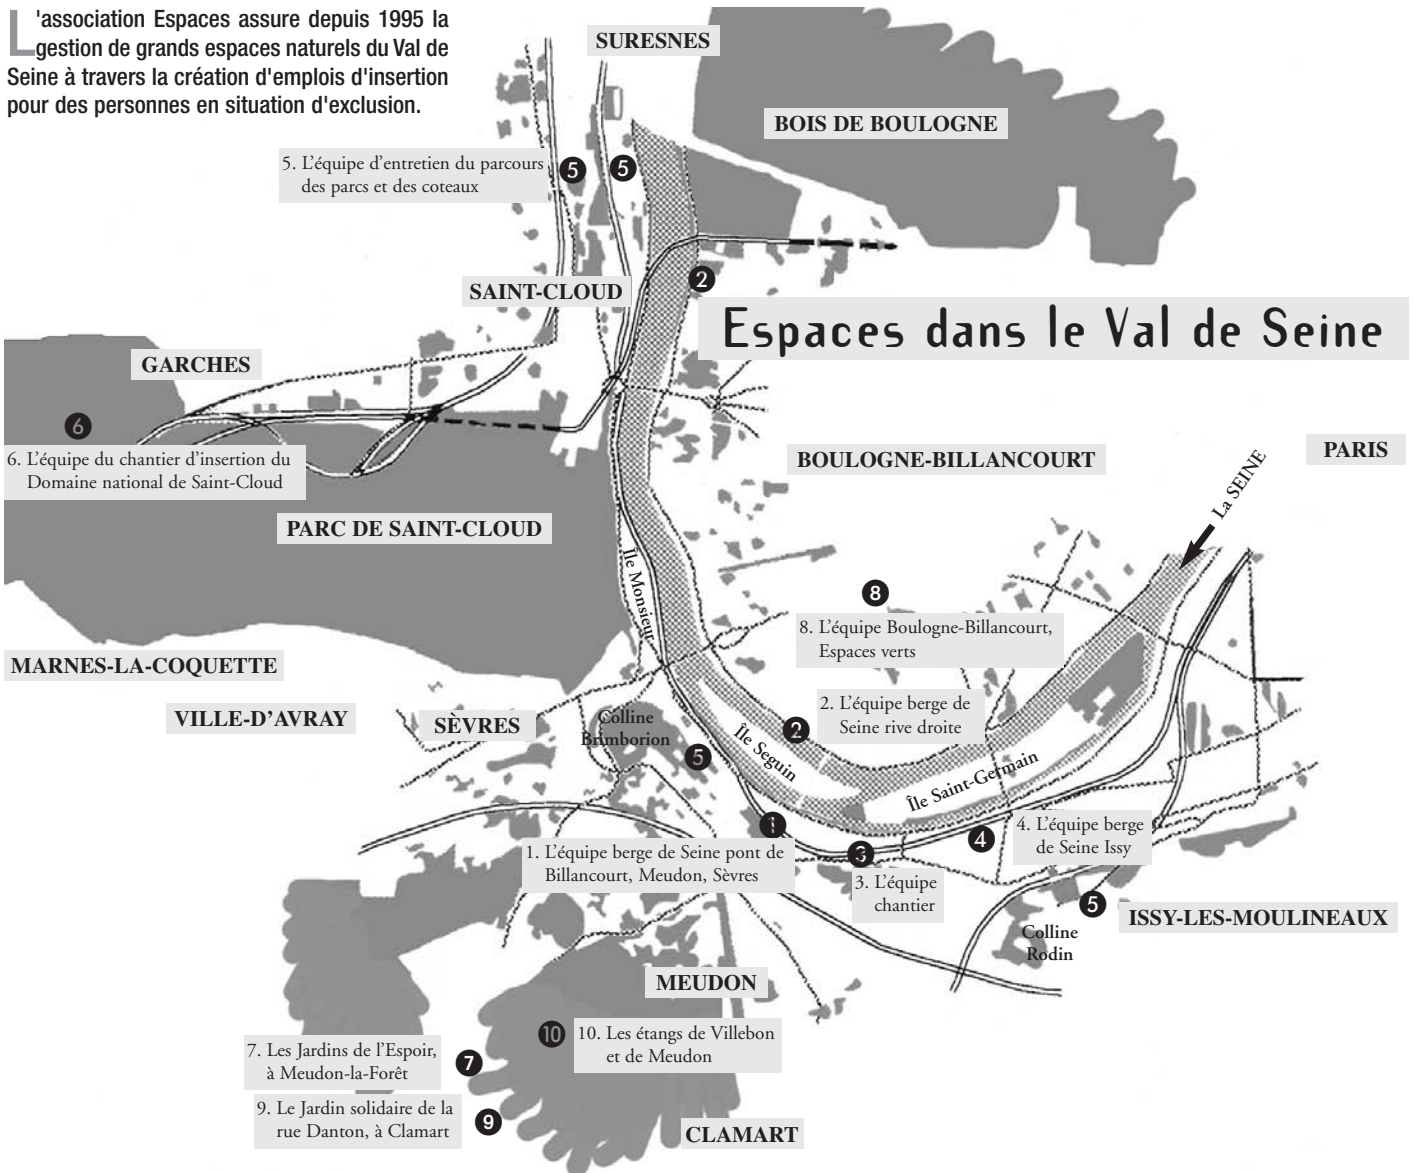 L'association Espaces assure depuis 1995 la
gestion de grands espaces naturels du Val de
Seine à travers la création d'emplois d'insertion
pour des personnes en situation d'exclusion.
SURESNES
BOIS DE BOULOGNE
5. L'équipe d'entretien du parcours
des parcs et des coteaux
5
5
SAINT-CLOUD
2
Espaces dans le Val de Seine
GARCHES
6
6. L'équipe du chantier d'insertion du
Domaine national de Saint-Cloud
BOULOGNE-BILLANCOURT
PARIS
La SEINE
PARC DE SAINT-CLOUD
Île Monsieur
8
8. L'équipe Boulogne-Billancourt,
Espaces verts
MARNES-LA-COQUETTE
VILLE-D'AVRAY
SÈVRES
Colline
Brimborion
5
2. L'équipe berge de
Seine rive droite
2
Île Seguin
Île Saint-Germain
1
1. L'équipe berge de Seine pont de
Billancourt, Meudon, Sèvres
3
3. L'équipe
chantier
4
4. L'équipe berge
de Seine Issy
5
ISSY-LES-MOULINEAUX
Colline
Rodin
MEUDON
10
10. Les étangs de Villebon
et de Meudon
7. Les Jardins de l'Espoir,
à Meudon-la-Forêt
7
9. Le Jardin solidaire de la
rue Danton, à Clamart
9
CLAMART